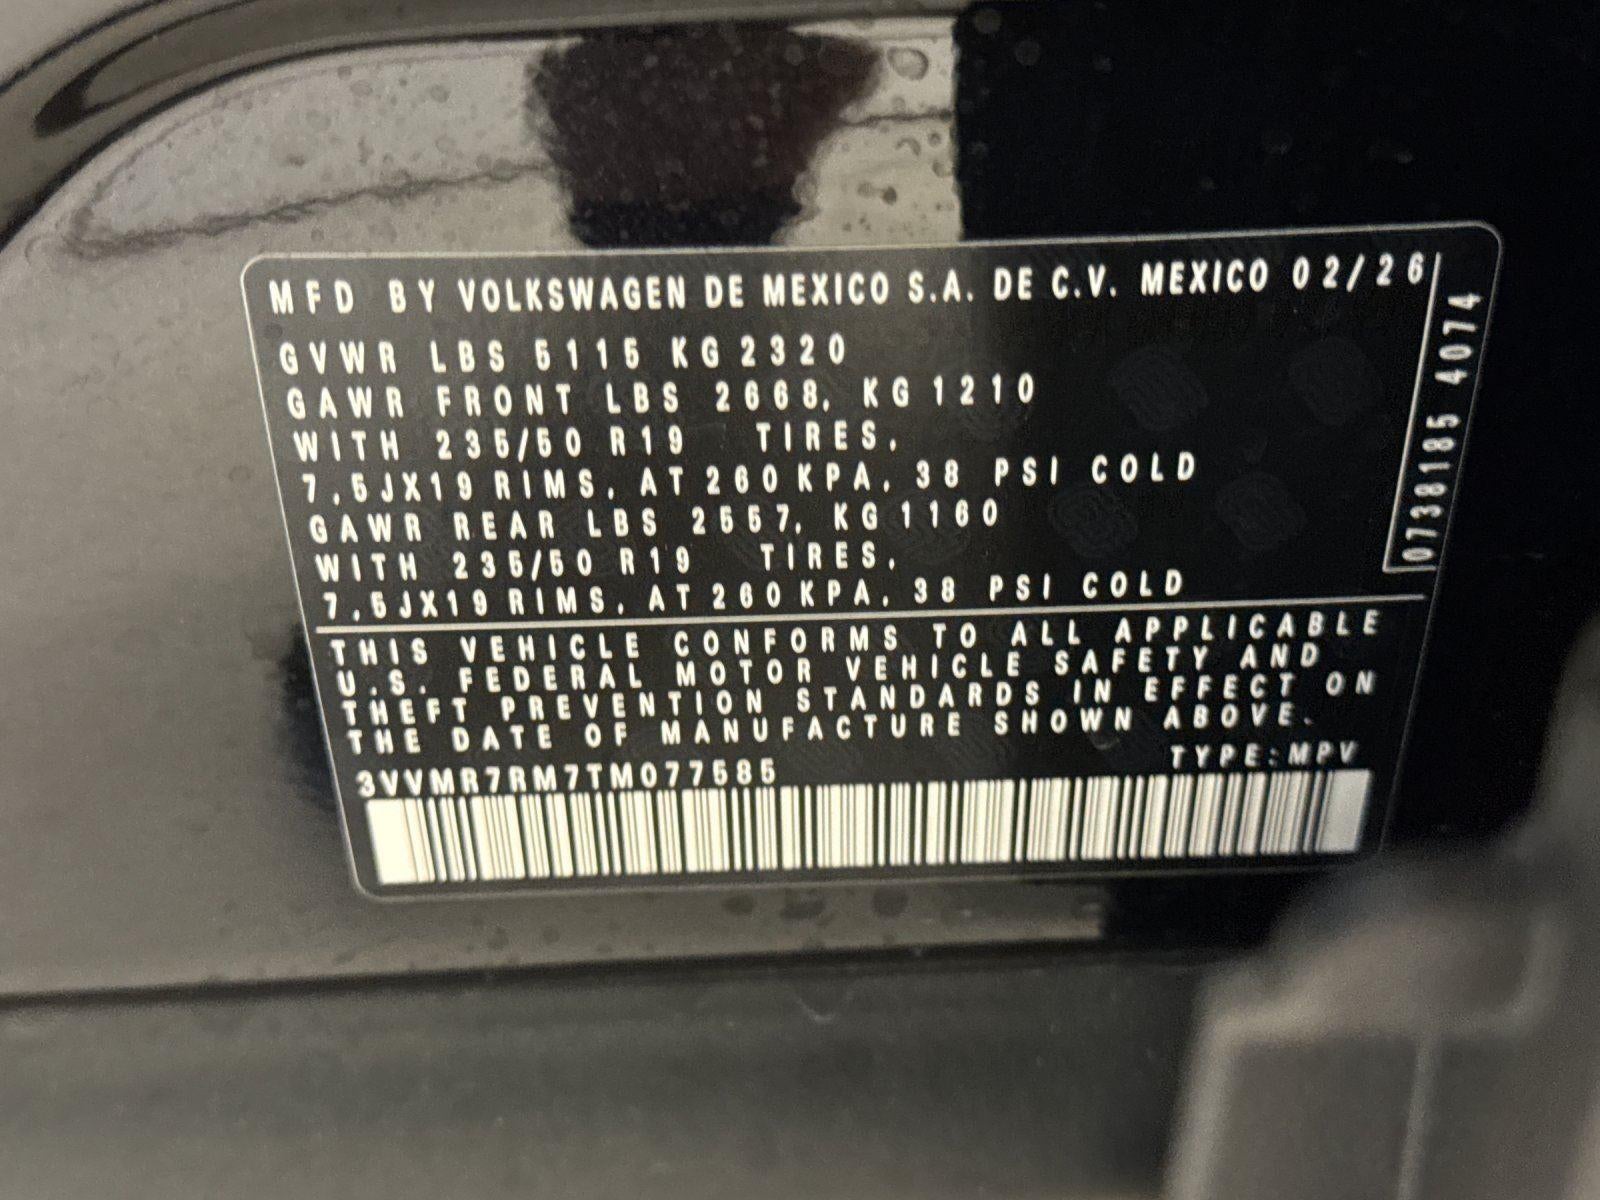 MFD BY VOLKSWAGEN DE MEXICO S.A. DE C.V. MEXICO 02/26
GVWR LBS 5115 KG 2320
GAWR FRONT LBS 2668, KG 1210
WITH 235/50 R19 TIRES,
7,5JX19 RIMS, AT 260 KPA, 38 PSI COLD
GAWR REAR LBS 2557, KG 1160
WITH 235/50 R19 TIRES,
7,5JX19 RIMS, AT 260 KPA, 38 PSI COLD
THIS VEHICLE CONFORMS TO ALL APPLICABLE
U.S. FEDERAL MOTOR VEHICLE SAFETY AND
THEFT PREVENTION STANDARDS IN EFFECT ON
THE DATE OF MANUFACTURE SHOWN ABOVE.
TYPE:MPV
3VVMR7RM7TM077585
0738185 4074